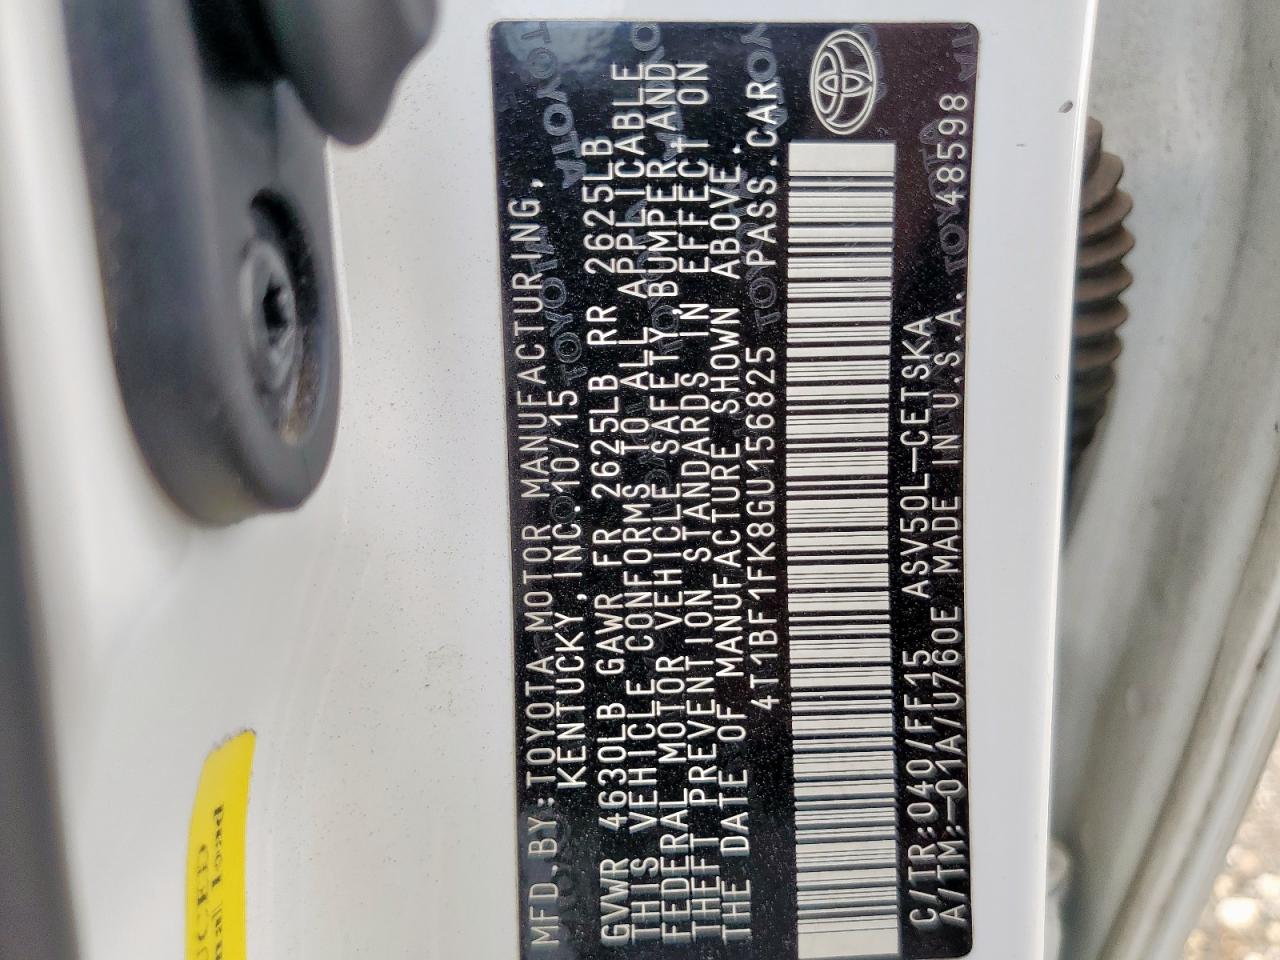 MFD.BY:TOYOTA MOTOR MANUFACTURING,
KENTUCKY, INC.10/15
GVWR 4630LB GAWR FR 2625LB RR 2625LB
THIS VEHICLE CONFORMS TO ALL APPLICABLE
FEDERAL MOTOR VEHICLE SAFETY,BUMPER,AND
THEFT PREVENTION STANDARDS IN EFFECT ON
THE DATE OF MANUFACTURE SHOWN ABOVE.
4T1BF1FK8GU156825 PASS.CAR
C/TR:040/FF15 ASV50L-CETSKA
A/TM:-01A/U760E MADE IN U.S.A. 48598